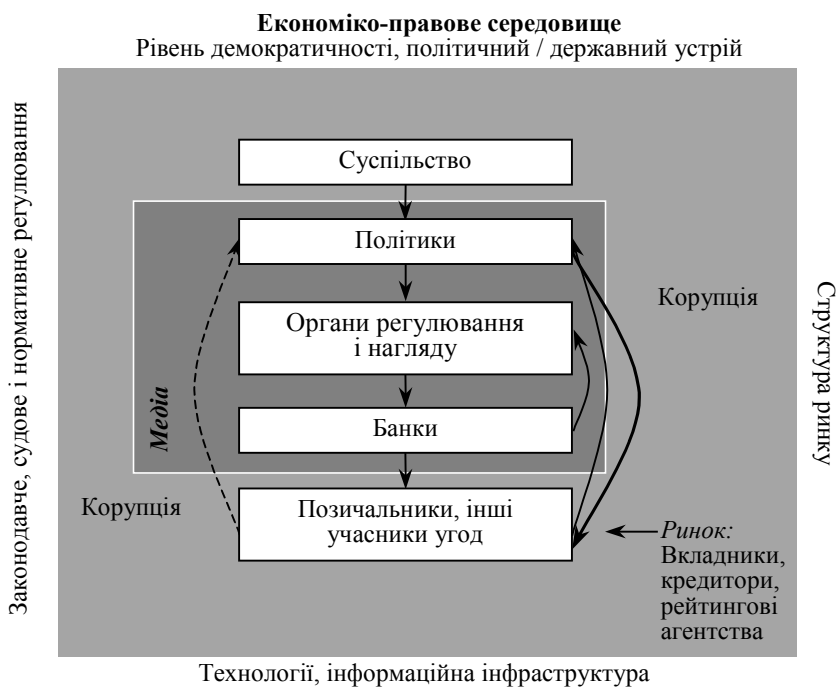 Економіко-правове середовище
Рівень демократичності, політичний / державний устрій
Законодавче, судове і нормативне регулювання
Суспільство
Політики
Органи регулювання
і нагляду
Медіа
Банки
Позичальники, інші
учасники угод
Корупція
Корупція
Ринок:
Вкладники,
кредитори,
рейтингові
агентства
Структура ринку
Технології, інформаційна інфраструктура